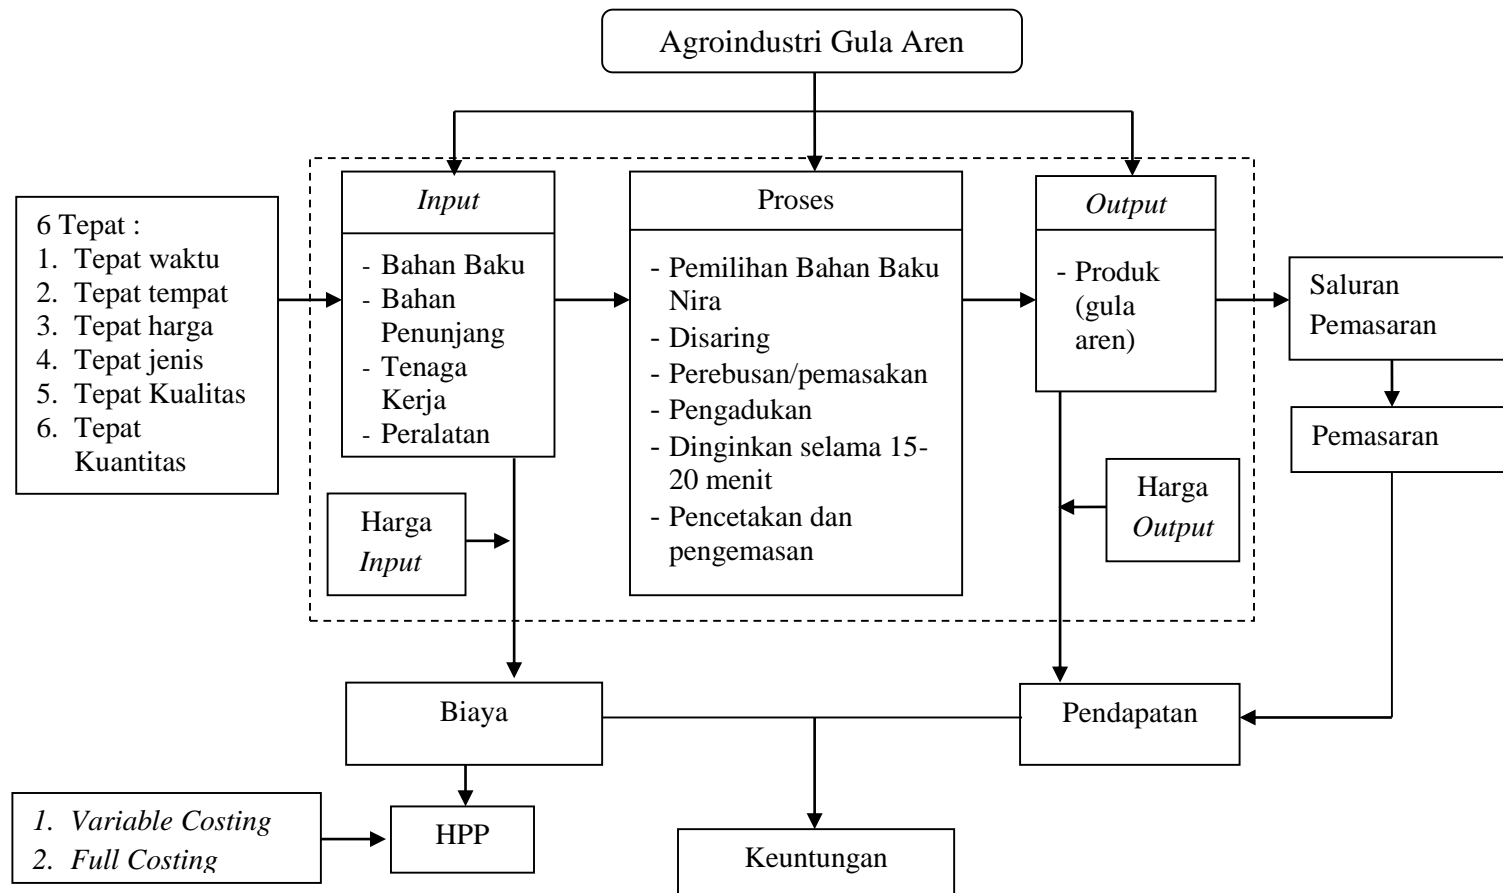 Agroindustri Gula Aren
6 Tepat :
1. Tepat waktu
2. Tepat tempat
3. Tepat harga
4. Tepat jenis
5. Tepat Kualitas
6. Tepat
Kuantitas
Input
- Bahan Baku
- Bahan
Penunjang
- Tenaga
Kerja
- Peralatan
Proses
- Pemilihan Bahan Baku
Nira
- Disaring
- Perebusan/pemasakan
- Pengadukan
- Dinginkan selama 15-
20 menit
- Pencetakan dan
pengemasan
Output
- Produk
(gula
aren)
Saluran
Pemasaran
Pemasaran
Harga
Input
Harga
Output
Biaya
Pendapatan
1. Variable Costing
2. Full Costing
HPP
Keuntungan